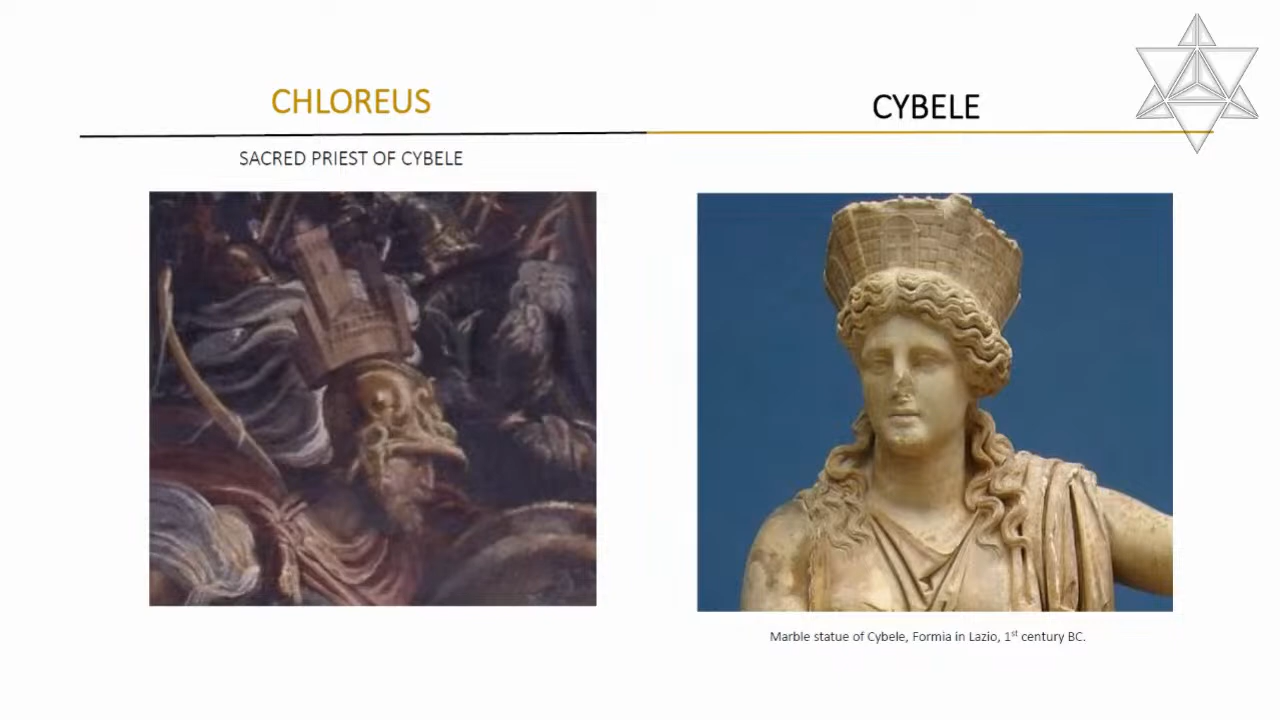 CHLOREUS
SACRED PRIEST OF CYBELE
CYBELE
Marble statue of Cybele, Formia in Lazio, 1st century BC.